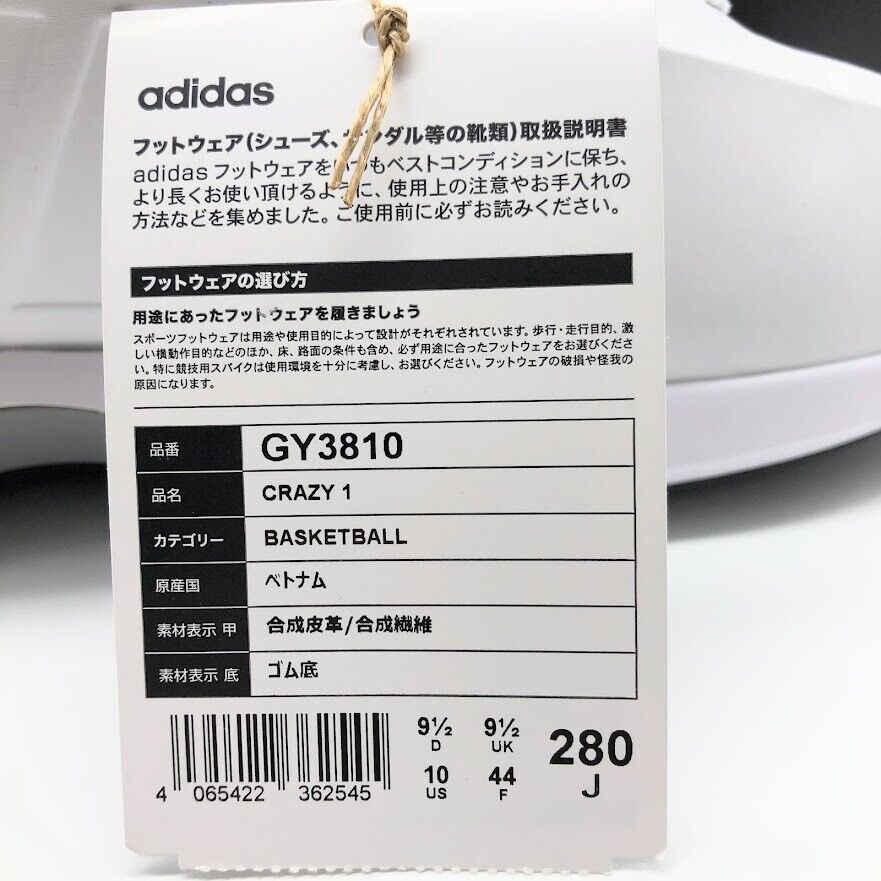 adidas
フットウェア(シューズ、サンダル等の靴類)取扱説明書
adidas フットウェアをいつもベストコンディションに保ち、
より長くお使い頂けるように、使用上の注意やお手入れの
方法などを集めました。ご使用前に必ずお読みください。
フットウェアの選び方
用途にあったフットウェアを履きましょう
スポーツフットウェアは用途や使用目的によって設計がそれぞれされています。歩行・走行目的、激
しい横動作目的などのほか、床、路面の条件も含め、必ず用途に合ったフットウェアをお選びくださ
い。特に競技用スパイクは使用環境を十分に考慮し、お選びください。フットウェアの破損や怪我の
原因になります。
品番 GY3810
品名 CRAZY 1
カテゴリー BASKETBALL
原産国 ベトナム
素材表示 甲 合成皮革/合成繊維
素材表示 底 ゴム底
9½ 9½ 280
D UK J
10 44
US F
4 065422 362545